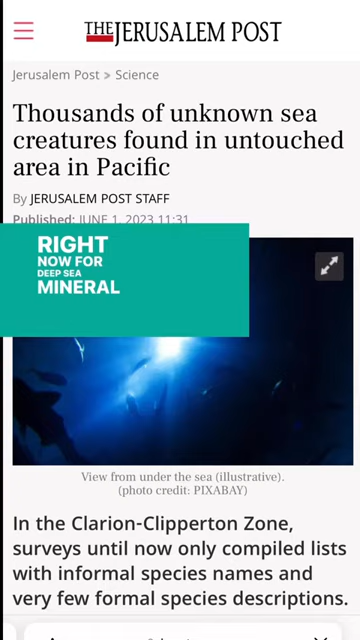 THE JERUSALEM POST
Jerusalem Post > Science
Thousands of unknown sea
creatures found in untouched
area in Pacific
By JERUSALEM POST STAFF
Published: JUNE 1, 2023 11:31
RIGHT
NOW FOR
DEEP SEA
MINERAL
View from under the sea (illustrative).
(photo credit: PIXABAY)
In the Clarion-Clipperton Zone,
surveys until now only compiled lists
with informal species names and
very few formal species descriptions.